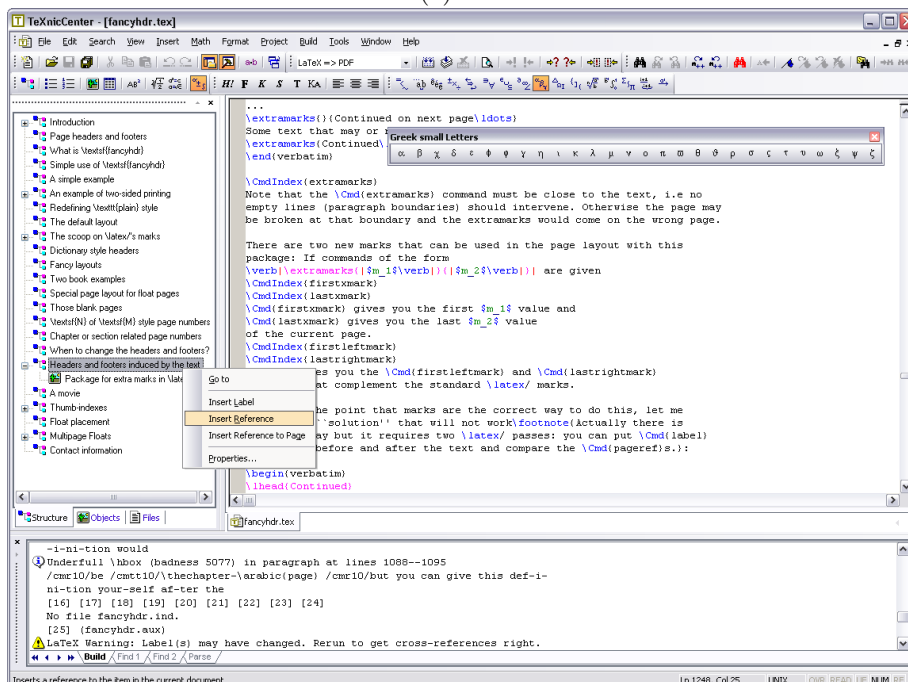 TeXnicCenter - [fancyhdr.tex]
File Edit Search View Insert Math Format Project Build Tools Window Help
LaTeX => PDF
H! F K S T KA
Introduction
Page headers and footers
What is \textsf{fancyhdr}
Simple use of \textsf{fancyhdr}
A simple example
An example of two-sided printing
Redefining \texttt{plain} style
The default layout
The scoop on \latex/'s marks
Dictionary style headers
Fancy layouts
Two book examples
Special page layout for float pages
Those blank pages
\textsf{N} of \textsf{M} style page numbers
Chapter or section related page numbers
When to change the headers and footers?
Headers and footers induced by the text
Package for extra marks in \late
A movie
Thumb-indexes
Float placement
Multipage Floats
Contact information
Structure Objects Files
Go to
Insert Label
Insert Reference
Insert Reference to Page
Properties...
...
\extramarks{}{Continued on next page\ldots}
Some text that may or
\extramarks{Continued\
\end{verbatim}
Greek small Letters
α β χ δ ε ϕ φ γ η ι κ λ μ ν ο π ϖ θ ϑ ρ σ ς τ υ ω ξ ψ ζ
\CmdIndex{extramarks}
Note that the \Cmd{extramarks} command must be close to the text, i.e no
empty lines (paragraph boundaries) should intervene. Otherwise the page may
be broken at that boundary and the extramarks would come on the wrong page.
There are two new marks that can be used in the page layout with this
package: If commands of the form
\verb|\extramarks{|$m_1$\verb|}{|$m_2$\verb|}| are given
\CmdIndex{firstxmark}
\CmdIndex{lastxmark}
\Cmd{firstxmark} gives you the first $m_1$ value and
\Cmd{lastxmark} gives you the last $m_2$ value
of the current page.
\CmdIndex{firstleftmark}
\CmdIndex{lastrightmark}
es you the \Cmd{firstleftmark} and \Cmd{lastrightmark}
at complement the standard \latex/ marks.
he point that marks are the correct way to do this, let me
``solution'' that will not work\footnote{Actually there is
ay but it requires two \latex/ passes: you can put \Cmd{label}
before and after the text and compare the \Cmd{pageref}s.}:
\begin{verbatim}
\lhead{Continued}
fancyhdr.tex
-i-ni-tion would
Underfull \hbox (badness 5077) in paragraph at lines 1088--1095
/cmr10/be /cmtt10/\thechapter-\arabic{page} /cmr10/but you can give this def-i-
ni-tion your-self af-ter the
[16] [17] [18] [19] [20] [21] [22] [23] [24]
No file fancyhdr.ind.
[25] (fancyhdr.aux)
LaTeX Warning: Label(s) may have changed. Rerun to get cross-references right.
Build Find 1 Find 2 Parse
Inserts a reference to the item in the current document
Ln 1248, Col 25 UNIX OVR READ LF NUM RF